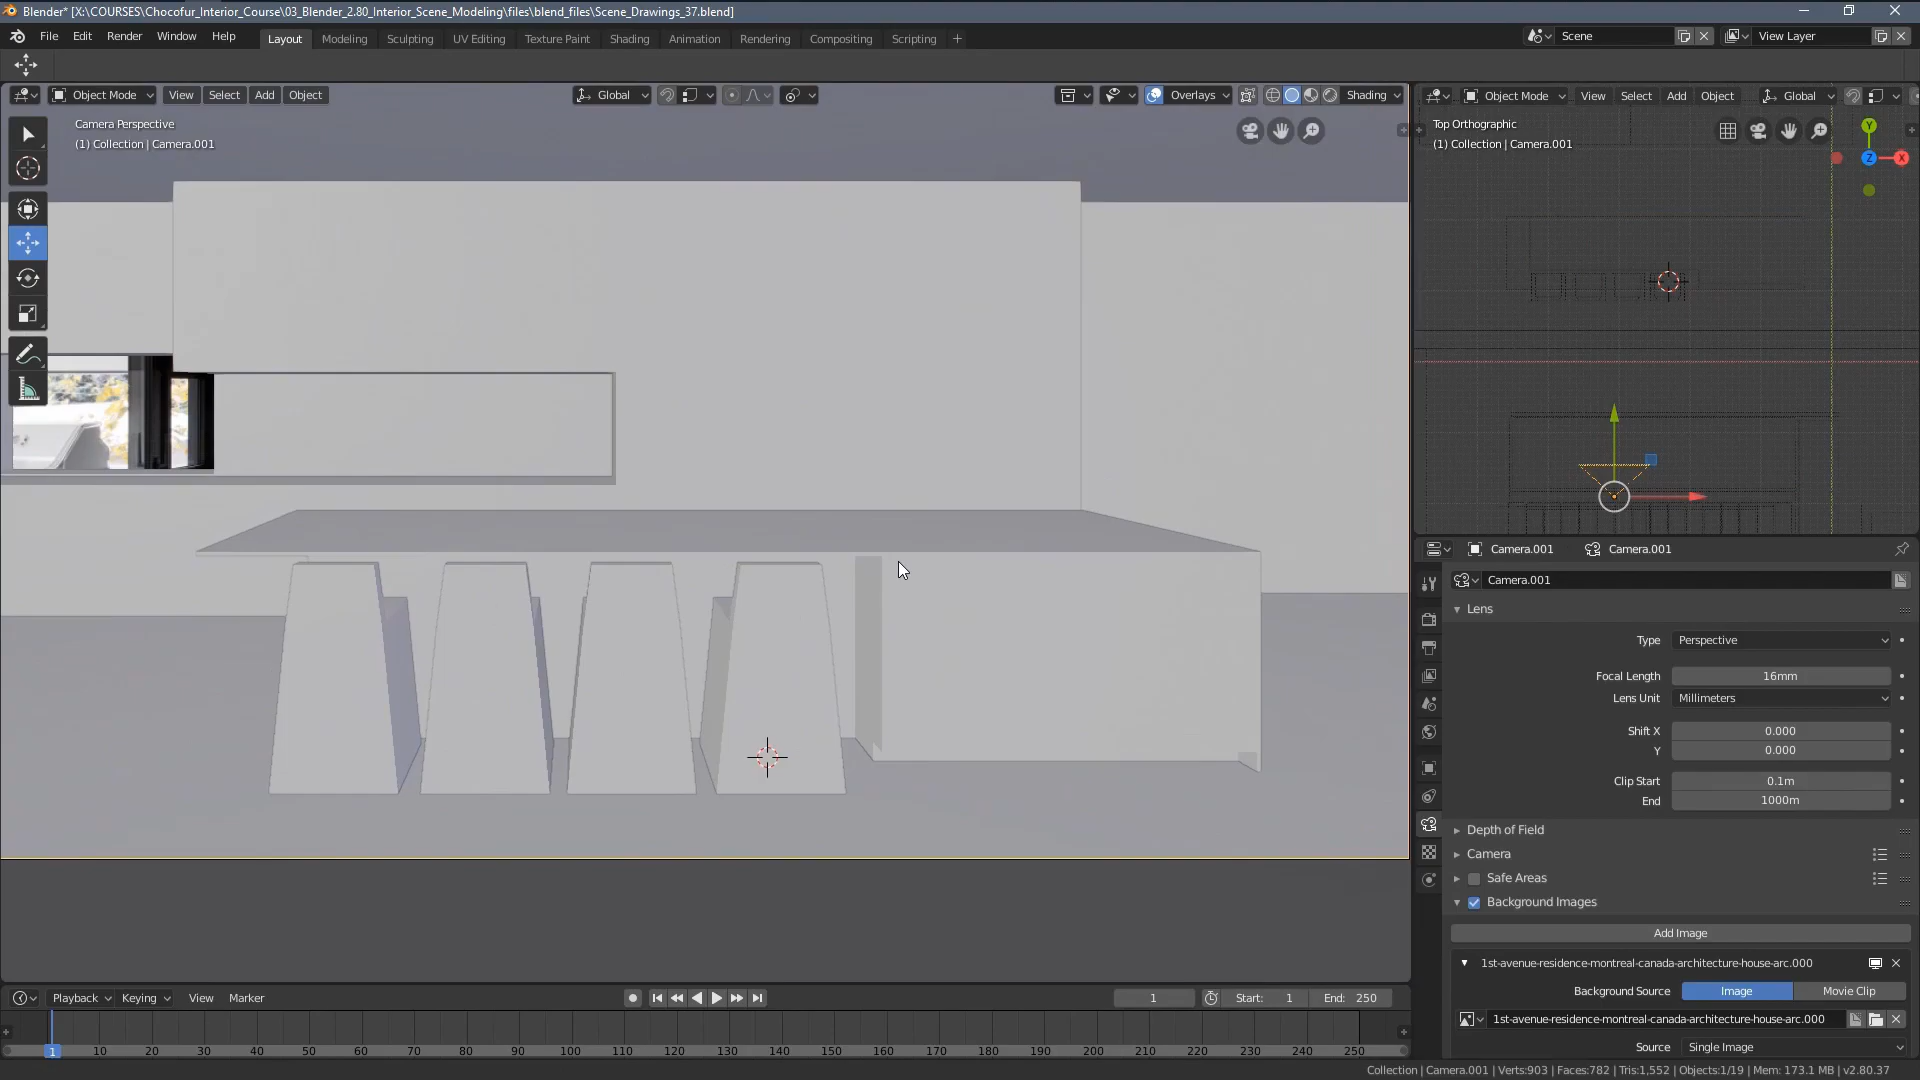 Blender* [X:\COURSES\Chocofur_Interior_Course\03_Blender_2.80_Interior_Scene_Modeling\files\blend_files\Scene_Drawings_37.blend]
File Edit Render Window Help Layout Modeling Sculpting UV Editing Texture Paint Shading Animation Rendering Compositing Scripting + Scene View Layer
Object Mode View Select Add Object Global Overlays Shading
Object Mode View Select Add Object Global
Camera Perspective
(1) Collection | Camera.001
Top Orthographic
(1) Collection | Camera.001
Y
Z
X
Camera.001 Camera.001
Camera.001
Lens
Type Perspective
Focal Length 16mm
Lens Unit Millimeters
Shift X 0.000
Y 0.000
Clip Start 0.1m
End 1000m
Depth of Field
Camera
Safe Areas
Background Images
Add Image
1st-avenue-residence-montreal-canada-architecture-house-arc.000
Background Source Image Movie Clip
1st-avenue-residence-montreal-canada-architecture-house-arc.000
Source Single Image
Playback Keying View Marker 1 Start: 1 End: 250
1 10 20 30 40 50 60 70 80 90 100 110 120 130 140 150 160 170 180 190 200 210 220 230 240 250
Collection | Camera.001 | Verts:903 | Faces:782 | Tris:1,552 | Objects:1/19 | Mem: 173.1 MB | v2.80.37